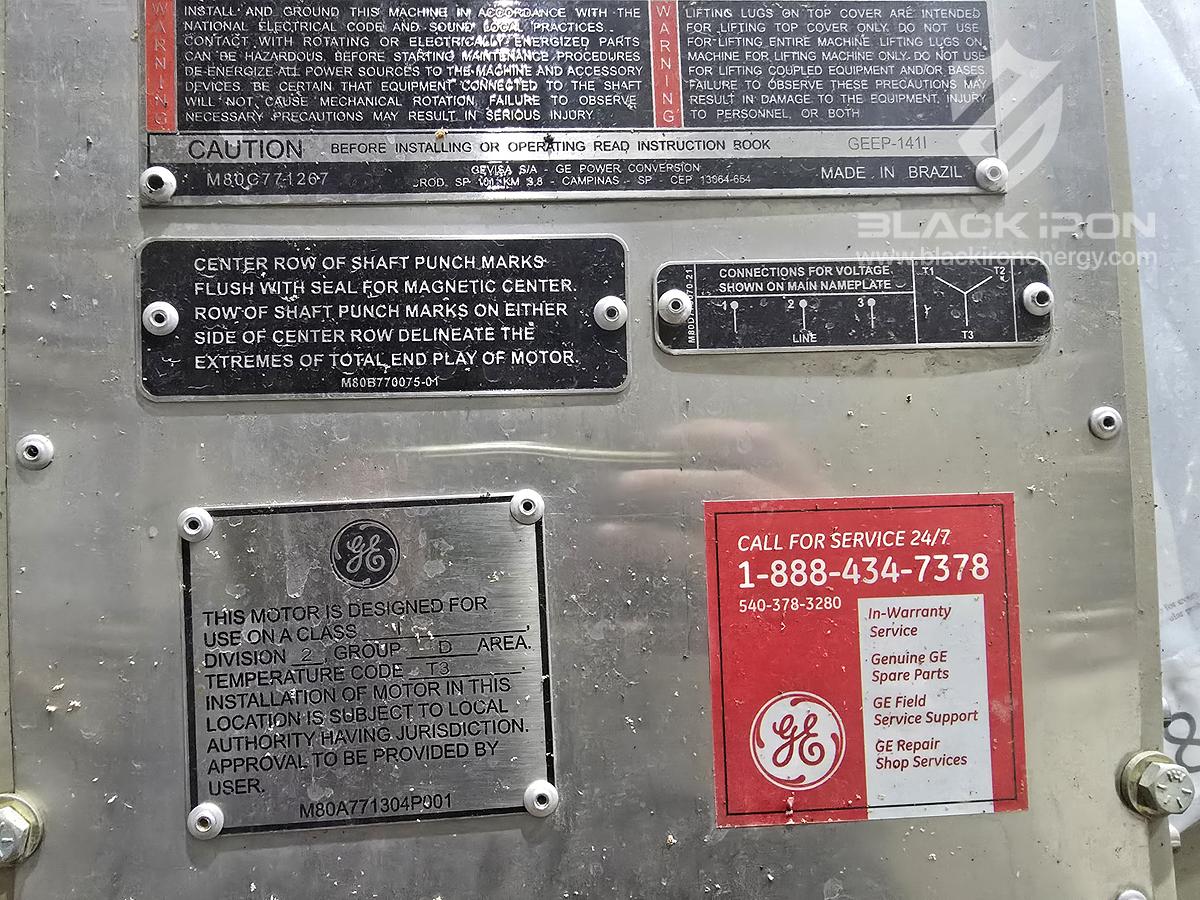 WARNING
INSTALL AND GROUND THIS MACHINE IN ACCORDANCE WITH THE
NATIONAL ELECTRICAL CODE AND SOUND LOCAL PRACTICES.
CONTACT WITH ROTATING OR ELECTRICALLY ENERGIZED PARTS
CAN BE HAZARDOUS. BEFORE STARTING MAINTENANCE PROCEDURES
DE-ENERGIZE ALL POWER SOURCES TO THE MACHINE AND ACCESSORY
DEVICES. BE CERTAIN THAT EQUIPMENT CONNECTED TO THE SHAFT
WILL NOT CAUSE MECHANICAL ROTATION. FAILURE TO OBSERVE
NECESSARY PRECAUTIONS MAY RESULT IN SERIOUS INJURY.
WARNING
LIFTING LUGS ON TOP COVER ARE INTENDED
FOR LIFTING TOP COVER ONLY. DO NOT USE
FOR LIFTING ENTIRE MACHINE. LIFTING LUGS ON
MACHINE FOR LIFTING MACHINE ONLY. DO NOT USE
FOR LIFTING COUPLED EQUIPMENT AND/OR BASES.
FAILURE TO OBSERVE THESE PRECAUTIONS MAY
RESULT IN DAMAGE TO THE EQUIPMENT, INJURY
TO PERSONNEL, OR BOTH
CAUTION BEFORE INSTALLING OR OPERATING READ INSTRUCTION BOOK GEEP-141I
M80C771267
GEVISA S/A - GE POWER CONVERSION
- CAMPINAS - SP - CEP 13064-654
MADE IN BRAZIL
BLACK iRON
www.blackironenergy.com
CENTER ROW OF SHAFT PUNCH MARKS
FLUSH WITH SEAL FOR MAGNETIC CENTER.
ROW OF SHAFT PUNCH MARKS ON EITHER
SIDE OF CENTER ROW DELINEATE THE
EXTREMES OF TOTAL END PLAY OF MOTOR.
M80B770075-01
CONNECTIONS FOR VOLTAGE
SHOWN ON MAIN NAMEPLATE
1 2 3
LINE
T1 T2
T3
GE
THIS MOTOR IS DESIGNED FOR
USE ON A CLASS I,
DIVISION 2 GROUP D AREA.
TEMPERATURE CODE T3.
INSTALLATION OF MOTOR IN THIS
LOCATION IS SUBJECT TO LOCAL
AUTHORITY HAVING JURISDICTION.
APPROVAL TO BE PROVIDED BY
USER.
M80A771304P001
CALL FOR SERVICE 24/7
1-888-434-7378
540-378-3280
In-Warranty
Service
Genuine GE
Spare Parts
GE Field
Service Support
GE Repair
Shop Services
GE